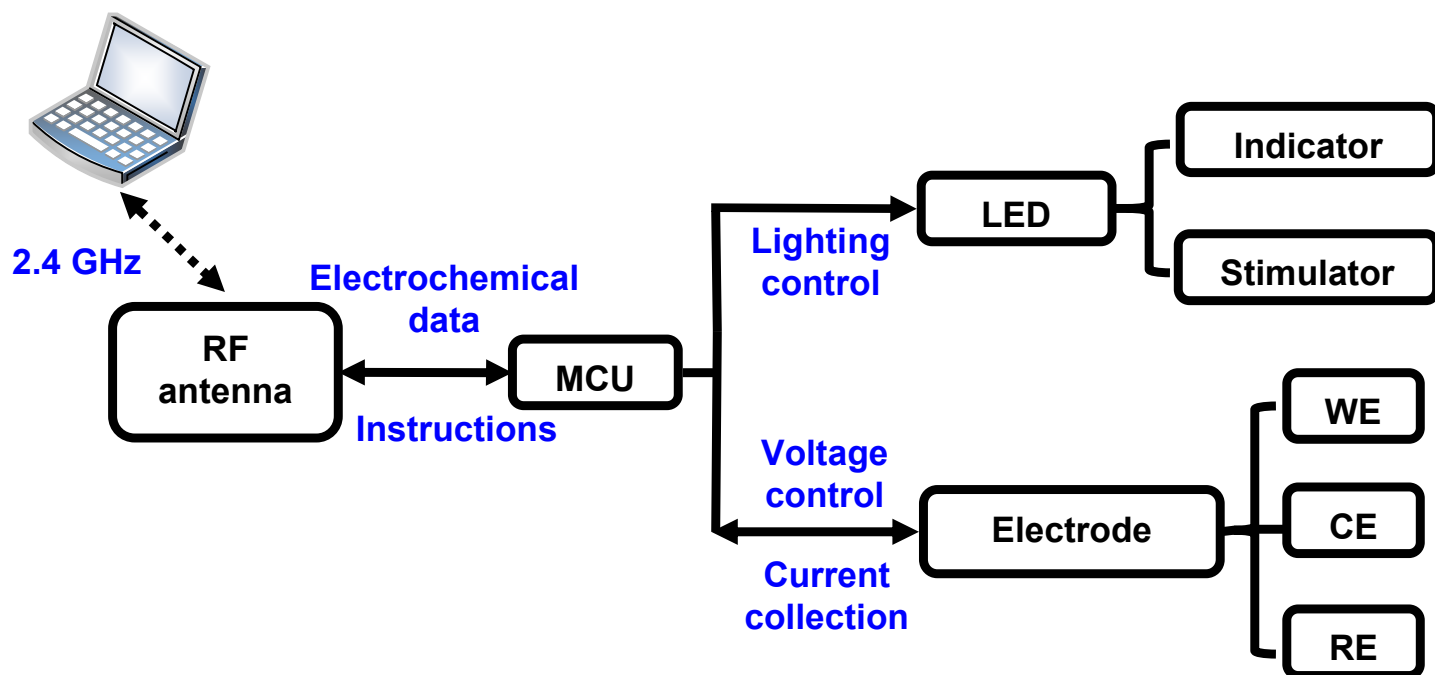 2.4 GHz
RF
antenna
Electrochemical
data
Instructions
MCU
Lighting
control
LED
Indicator
Stimulator
Voltage
control
Current
collection
Electrode
WE
CE
RE